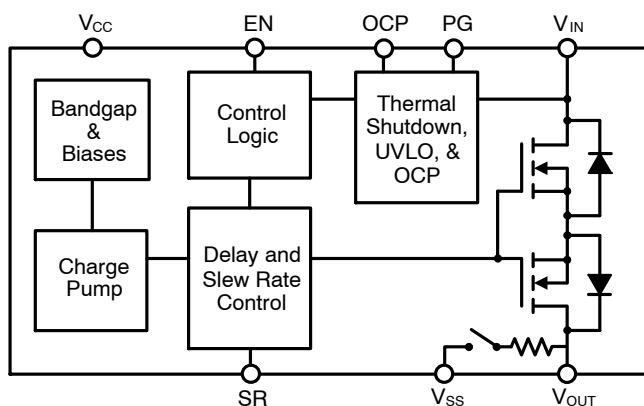 VCC
EN
OCP
PG
VIN
Bandgap
&
Biases
Control
Logic
Thermal
Shutdown,
UVLO, &
OCP
Charge
Pump
Delay and
Slew Rate
Control
SR
VSS
VOUT